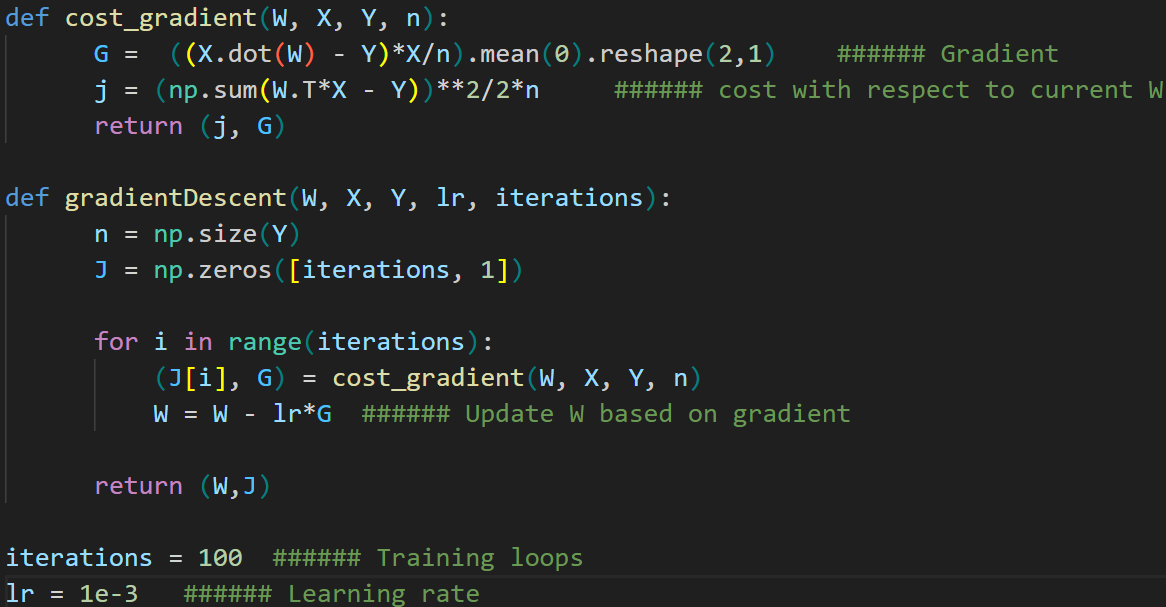 def cost_gradient(W, X, Y, n):
G =  ((X.dot(W) - Y)*X/n).mean(0).reshape(2,1)    ###### Gradient
j = (np.sum(W.T*X - Y))**2/2*n     ###### cost with respect to current W
return (j, G)
def gradientDescent(W, X, Y, lr, iterations):
n = np.size(Y)
J = np.zeros([iterations, 1])
for i in range(iterations):
(J[i], G) = cost_gradient(W, X, Y, n)
W = W - lr*G  ###### Update W based on gradient
return (W,J)
iterations = 100  ###### Training loops
lr = 1e-3   ###### Learning rate